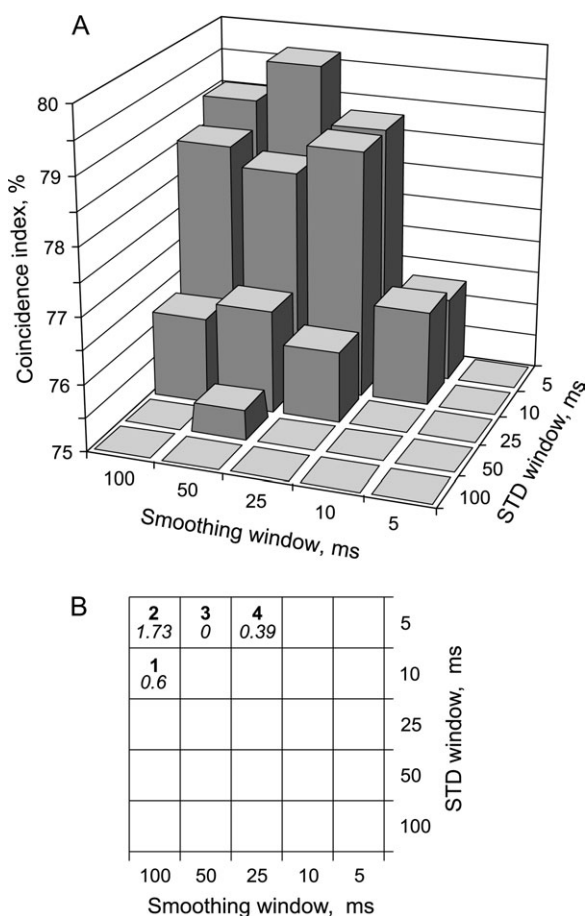 A
80
79
78
77
76
75
Coincidence index, %
100
50
25
10
5
Smoothing window, ms
5
10
25
50
100
STD window, ms
B
2 3 4
1.73 0 0.39
1
0.6
5
10
25
50
100
STD window, ms
100 50 25 10 5
Smoothing window, ms